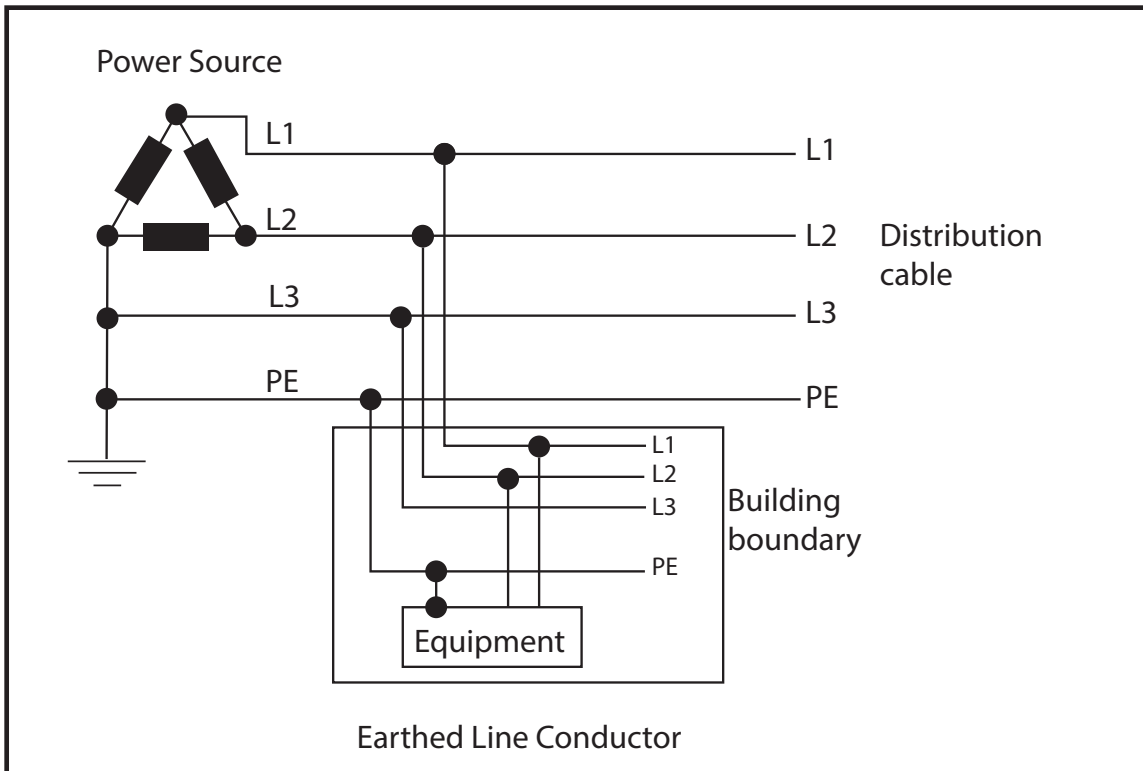 Power Source
L1
L1
L2
L2
Distribution
cable
L3
L3
PE
PE
L1
L2
L3
Building
boundary
PE
Equipment
Earthed Line Conductor